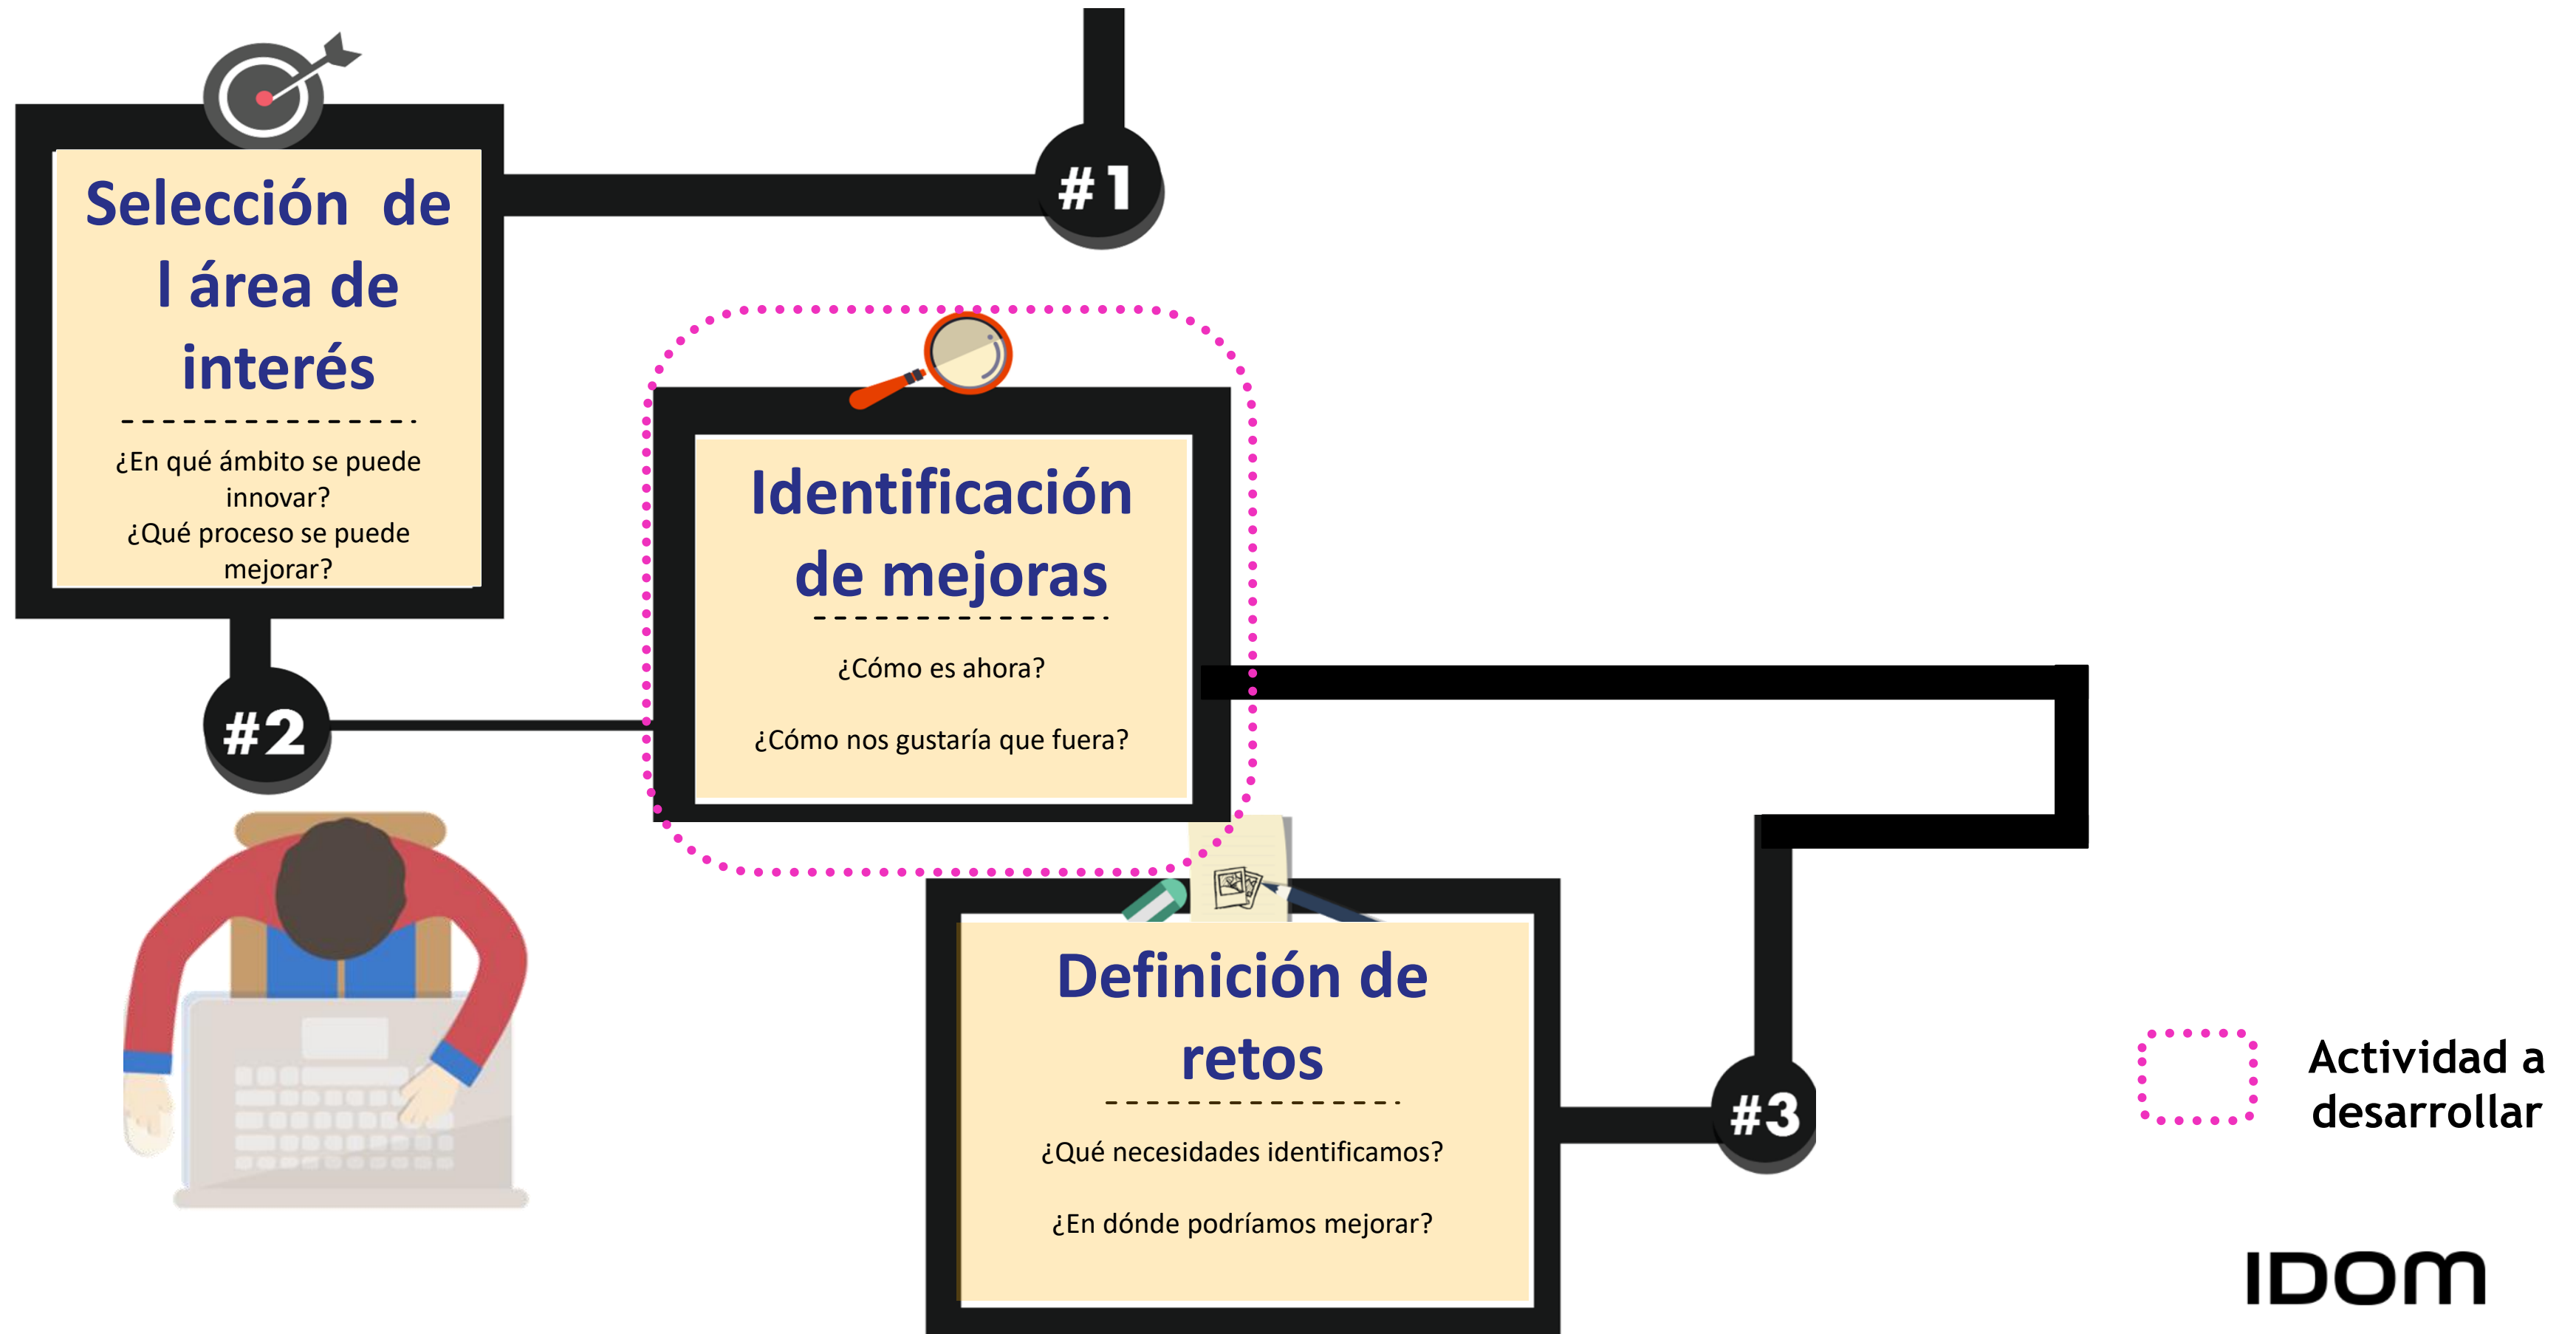 #1
Selección  de
l área de
interés
¿En qué ámbito se puede
innovar?
¿Qué proceso se puede
mejorar?
#2
Identificación
de mejoras
¿Cómo es ahora?
¿Cómo nos gustaría que fuera?
#3
Definición de
retos
¿Qué necesidades identificamos?
¿En dónde podríamos mejorar?
Actividad a
desarrollar
IDOM